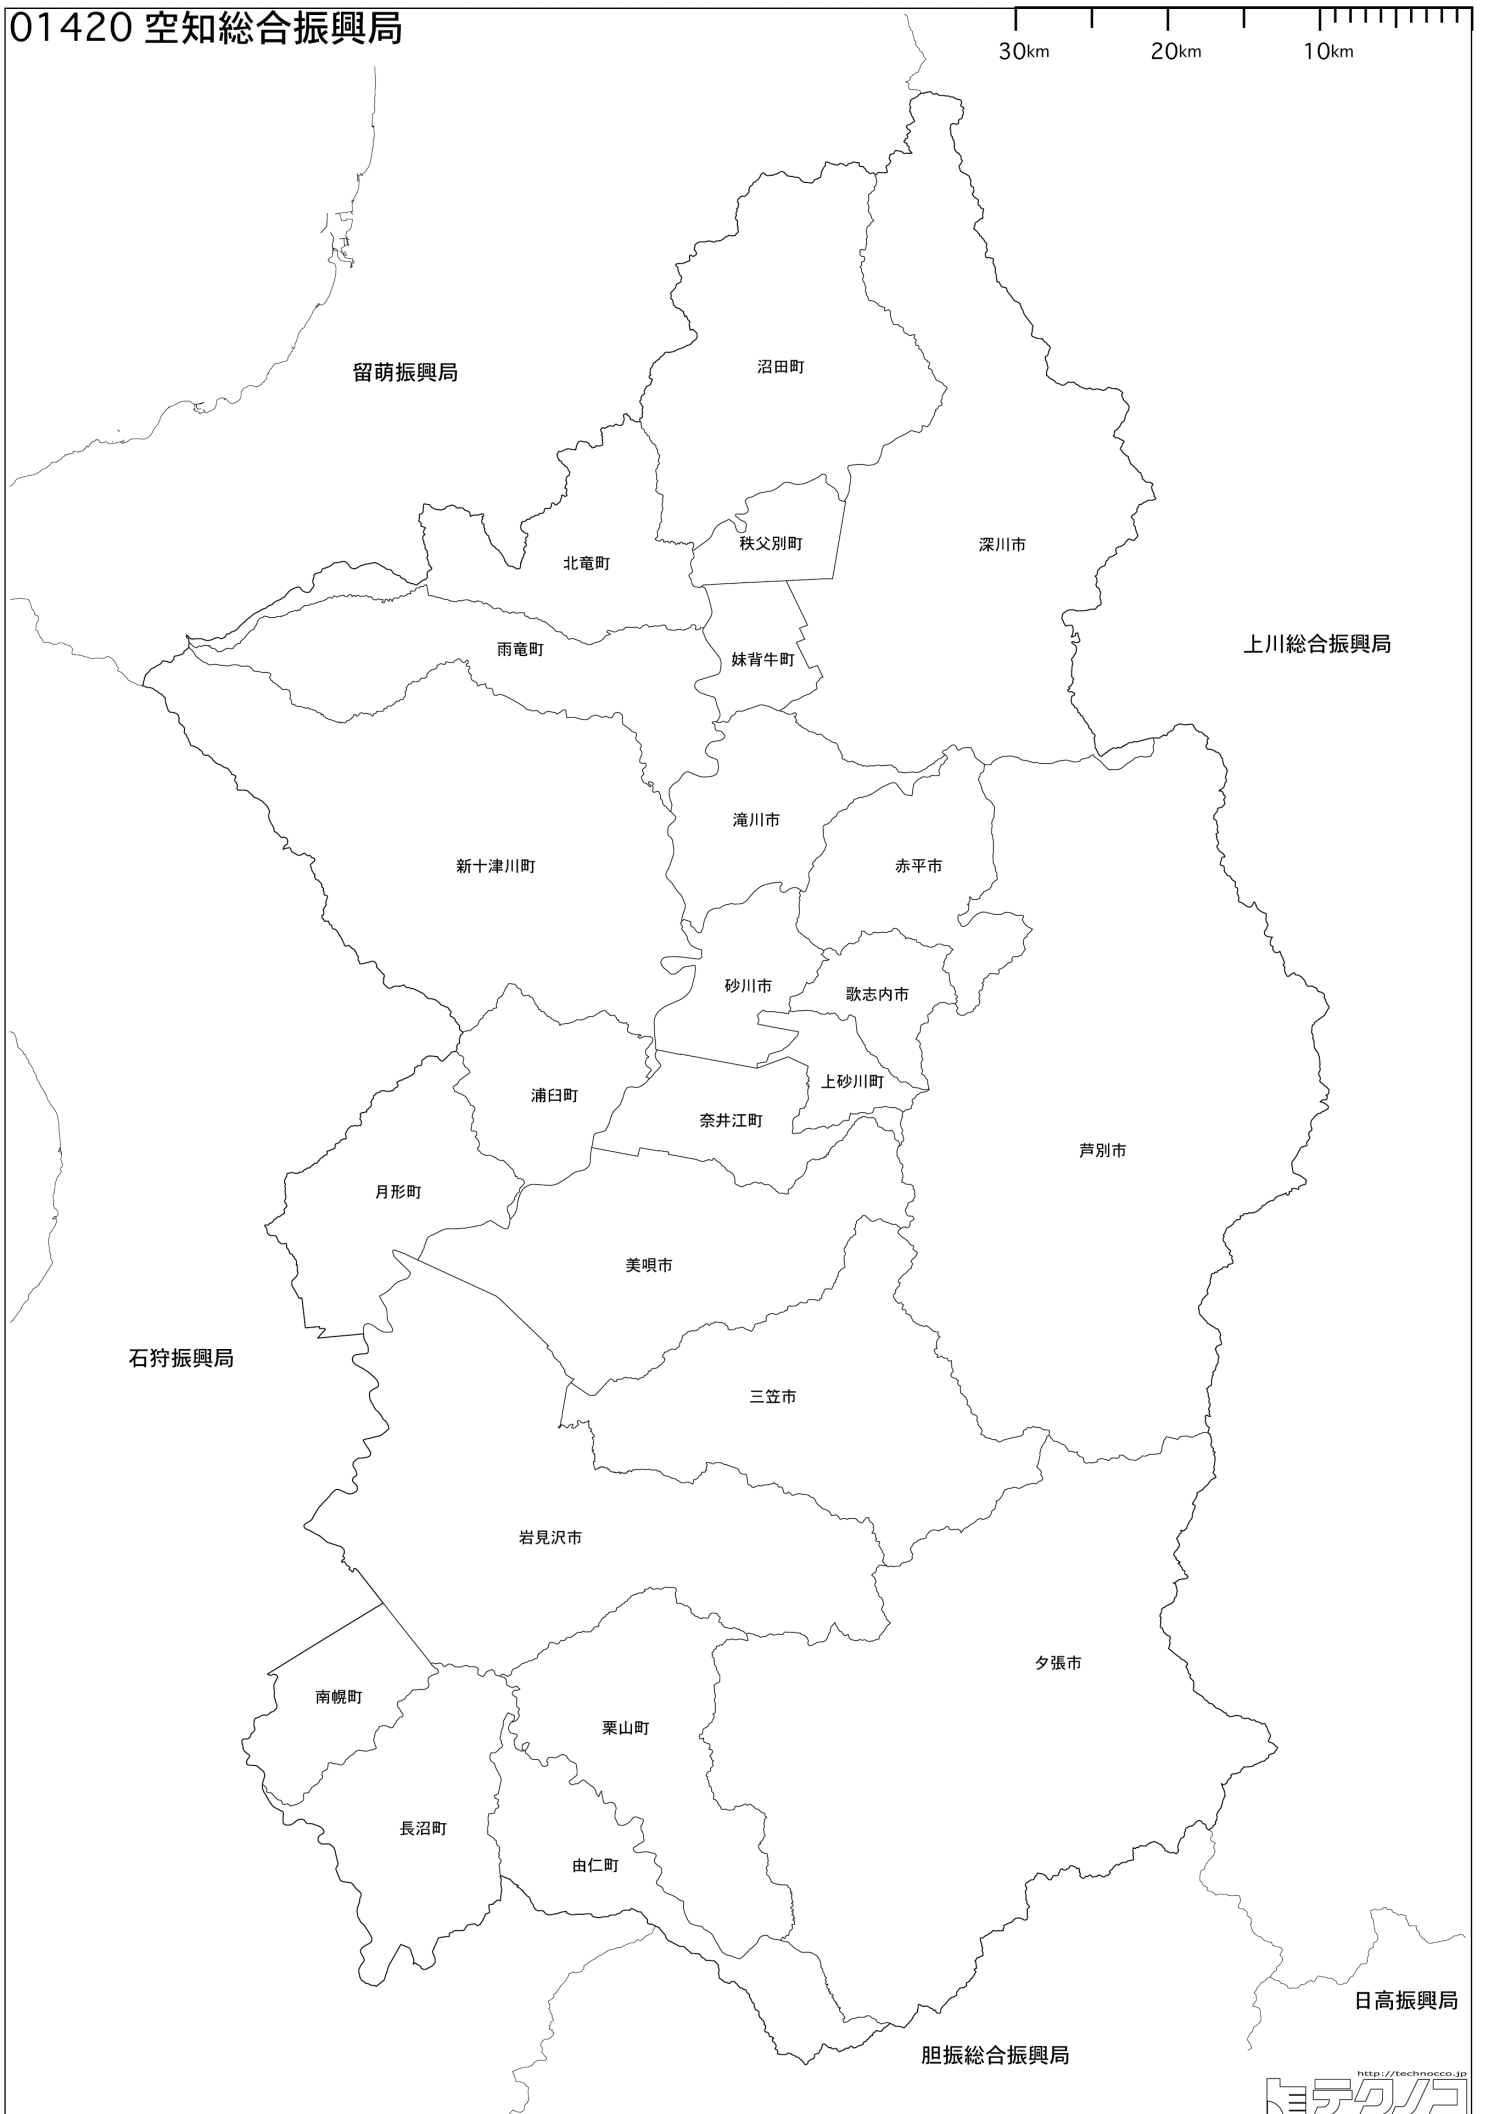 01420 空知総合振興局
30km 20km 10km
留萌振興局
沼田町
秩父別町
深川市
北竜町
上川総合振興局
雨竜町
妹背牛町
滝川市
新十津川町
赤平市
砂川市
歌志内市
上砂川町
浦臼町
奈井江町
芦別市
月形町
美唄市
石狩振興局
三笠市
岩見沢市
夕張市
南幌町
栗山町
長沼町
由仁町
日高振興局
胆振総合振興局
http://technocco.jp
テクノコ